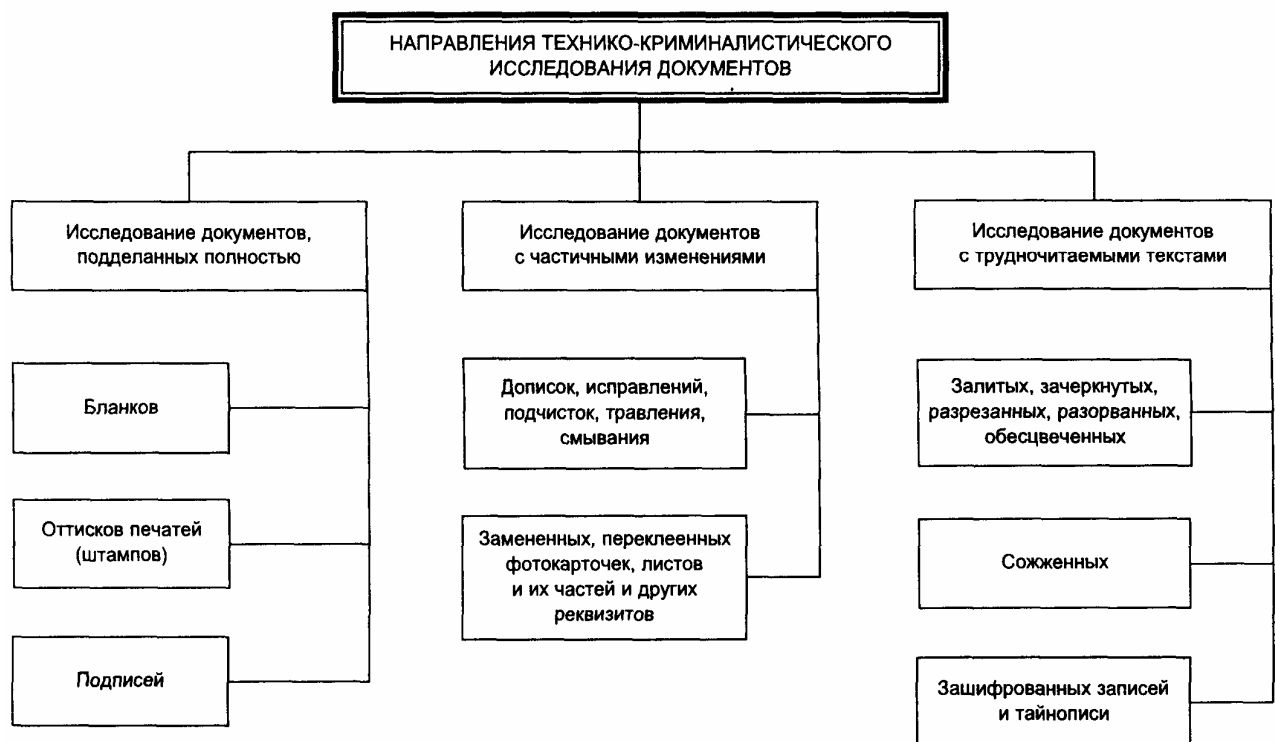 НАПРАВЛЕНИЯ ТЕХНИКО-КРИМИНАЛИСТИЧЕСКОГО
ИССЛЕДОВАНИЯ ДОКУМЕНТОВ
Исследование документов,
подделанных полностью
Бланков
Оттисков печатей
(штампов)
Подписей
Исследование документов
с частичными изменениями
Дописок, исправлений,
подчисток, травления,
смывания
Замененных, переклеенных
фотокарточек, листов
и их частей и других
реквизитов
Исследование документов
с трудночитаемыми текстами
Залитых, зачеркнутых,
разрезанных, разорванных,
обесцвеченных
Сожженных
Зашифрованных записей
и тайнописи